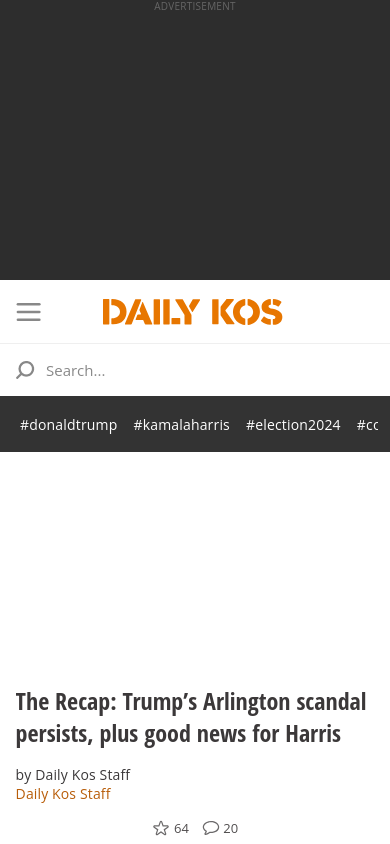 ADVERTISEMENT
DAILY KOS
Search...
#donaldtrump #kamalaharris #election2024
The Recap: Trump’s Arlington scandal
persists, plus good news for Harris
by Daily Kos Staff
Daily Kos Staff
64 20